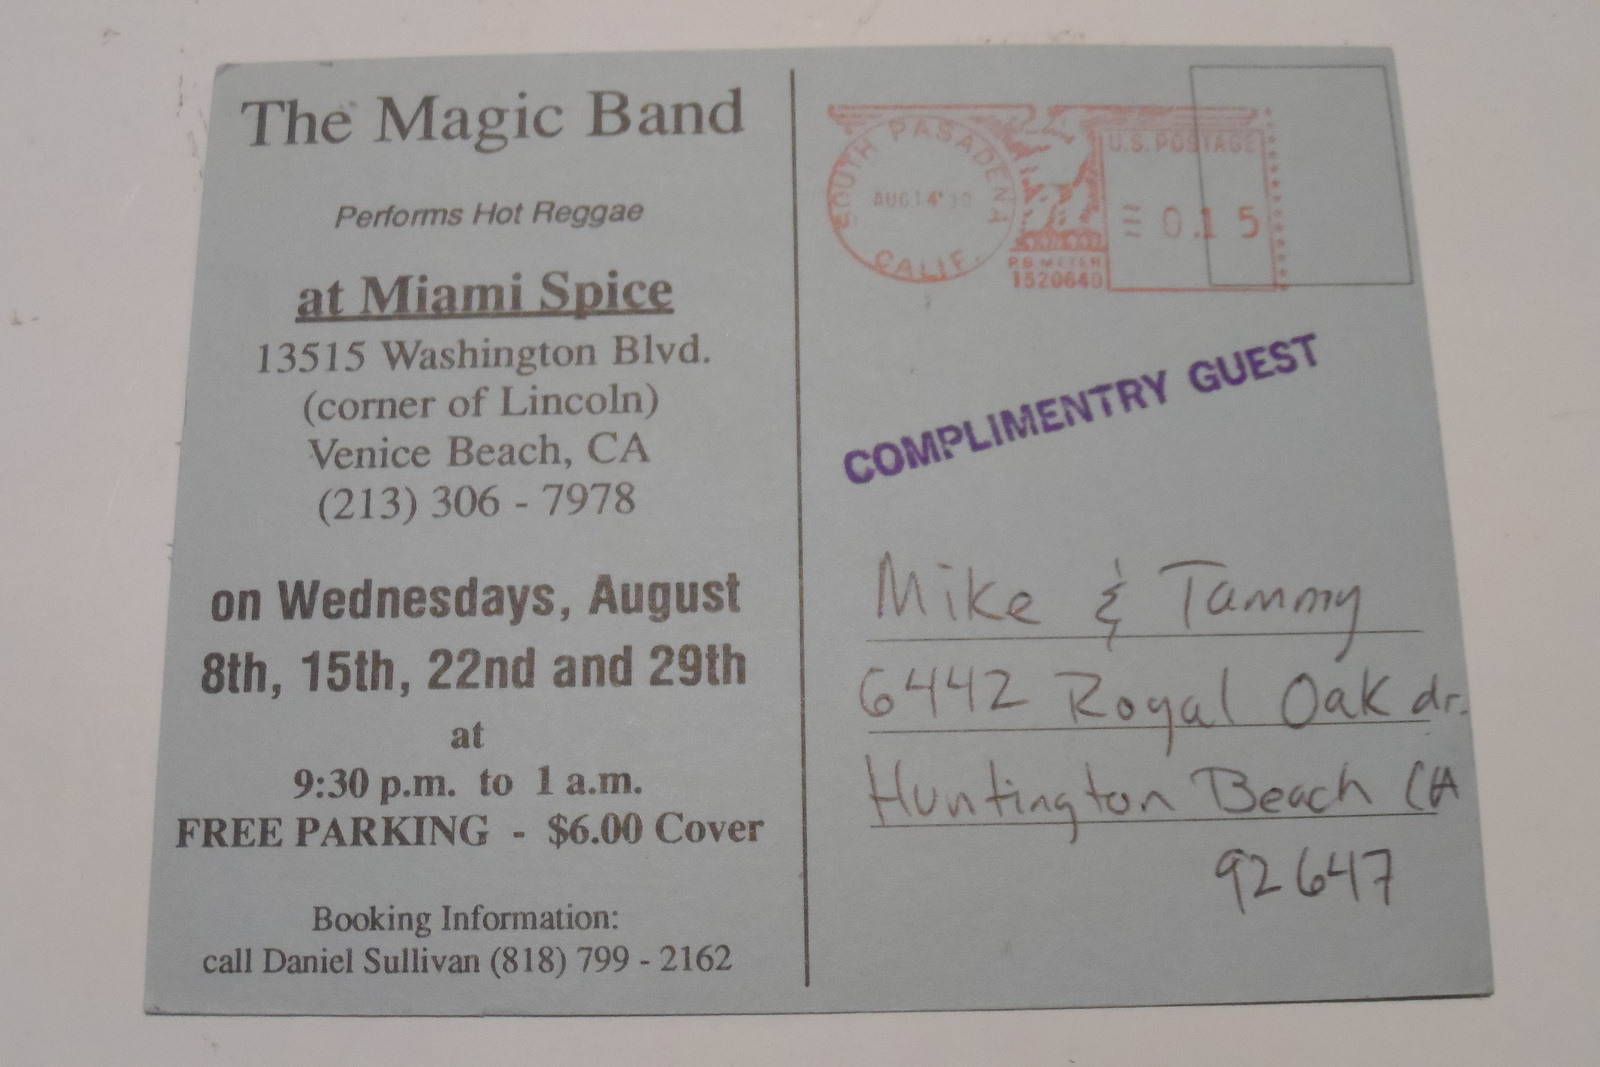 The Magic Band
Performs Hot Reggae
at Miami Spice
13515 Washington Blvd.
(corner of Lincoln)
Venice Beach, CA
(213) 306 - 7978
on Wednesdays, August
8th, 15th, 22nd and 29th
at
9:30 p.m. to 1 a.m.
FREE PARKING - $6.00 Cover
Booking Information:
call Daniel Sullivan (818) 799 - 2162
SOUTH PASADENA
AUG 14 '90
CALIF.
P.B. METER
1520640
U.S. POSTAGE
0.15
COMPLIMENTRY GUEST
Mike & Tammy
6442 Royal Oak dr.
Huntington Beach CA
92647